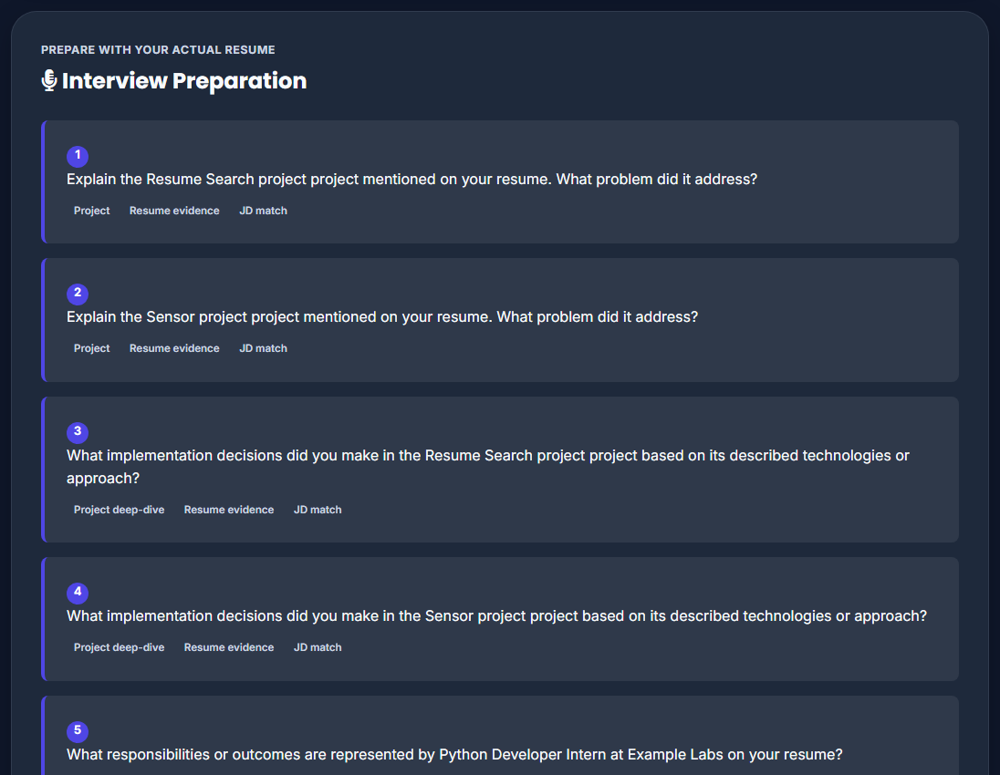 PREPARE WITH YOUR ACTUAL RESUME
Interview Preparation
1
Explain the Resume Search project project mentioned on your resume. What problem did it address?
Project Resume evidence JD match
2
Explain the Sensor project project mentioned on your resume. What problem did it address?
Project Resume evidence JD match
3
What implementation decisions did you make in the Resume Search project project based on its described technologies or
approach?
Project deep-dive Resume evidence JD match
4
What implementation decisions did you make in the Sensor project project based on its described technologies or approach?
Project deep-dive Resume evidence JD match
5
What responsibilities or outcomes are represented by Python Developer Intern at Example Labs on your resume?